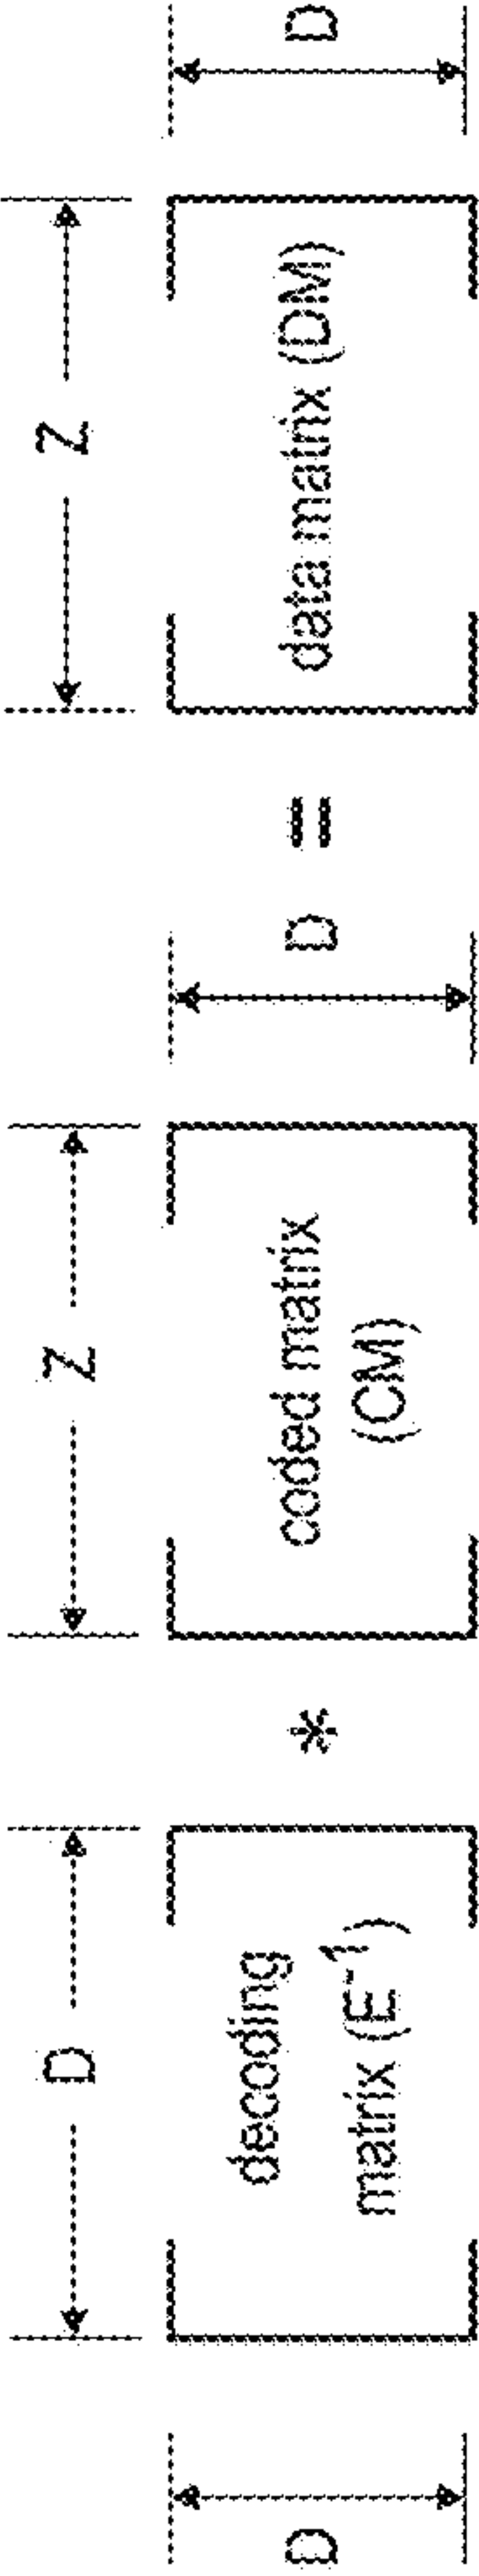 D
D
decoding
matrix (E⁻¹)
*
Z
coded matrix
(CM)
D
=
Z
data matrix (DM)
D